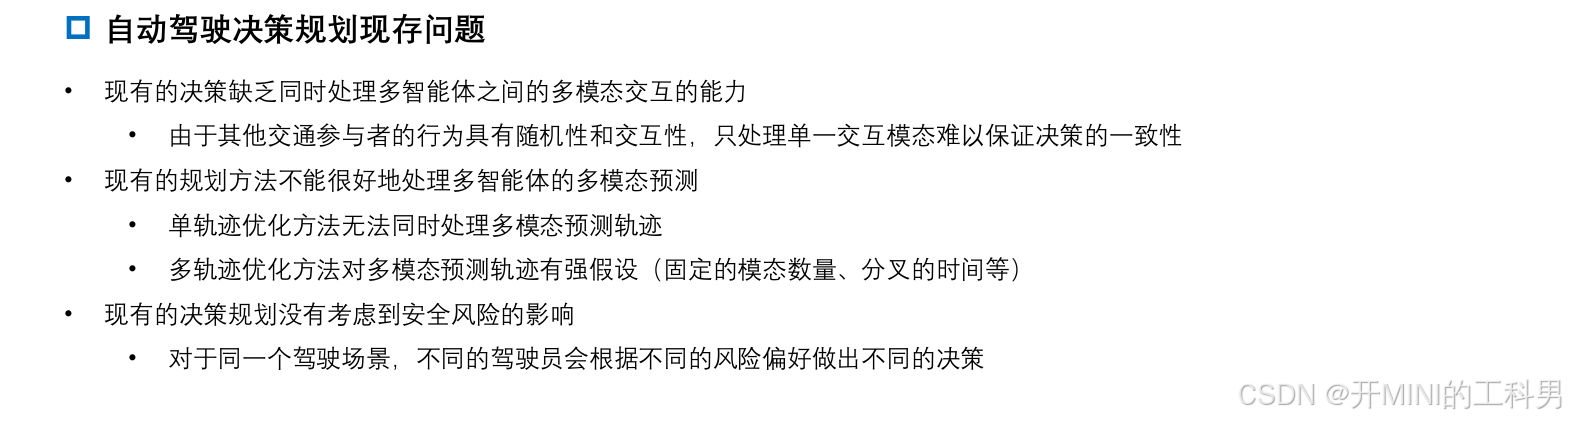 自动驾驶决策规划现存问题
• 现有的决策缺乏同时处理多智能体之间的多模态交互的能力
• 由于其他交通参与者的行为具有随机性和交互性，只处理单一交互模态难以保证决策的一致性
• 现有的规划方法不能很好地处理多智能体的多模态预测
• 单轨迹优化方法无法同时处理多模态预测轨迹
• 多轨迹优化方法对多模态预测轨迹有强假设（固定的模态数量、分叉的时间等）
• 现有的决策规划没有考虑到安全风险的影响
• 对于同一个驾驶场景，不同的驾驶员会根据不同的风险偏好做出不同的决策
CSDN @开MINI的工科男